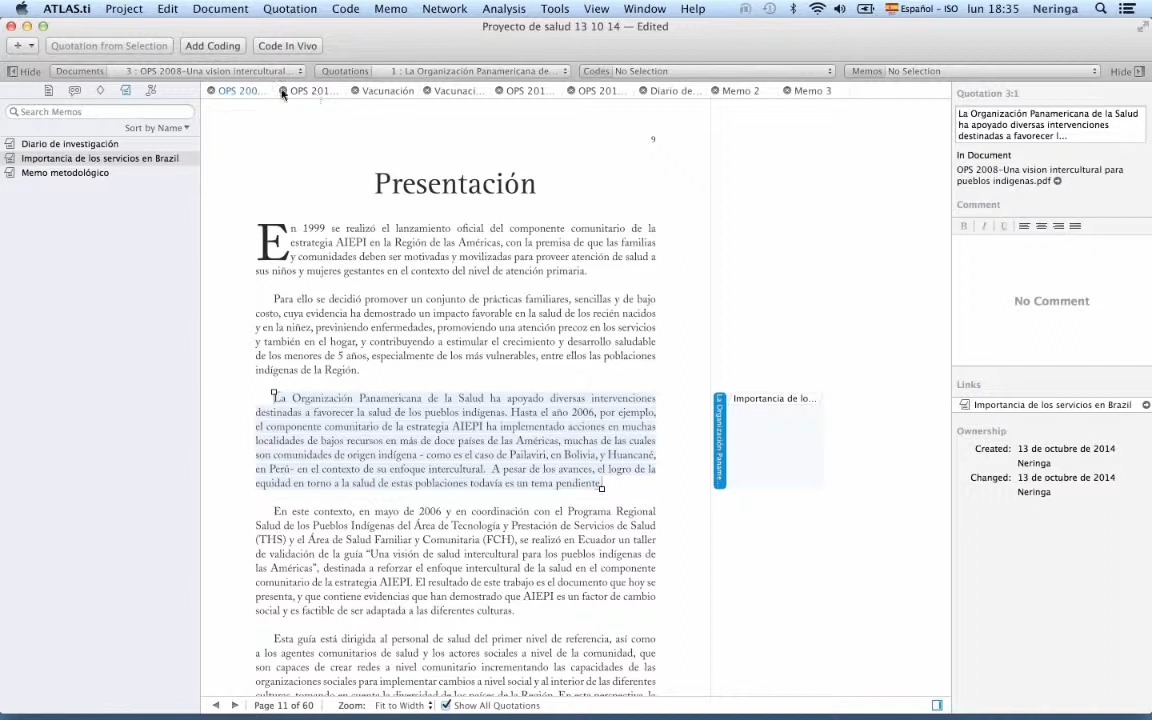 ATLAS.ti Project Edit Document Quotation Code Memo Network Analysis Tools View Window Help Español – ISO lun 18:35 Neringa
Proyecto de salud 13 10 14 — Edited
+ Quotation from Selection Add Coding Code In Vivo
Hide Documents 3 : OPS 2008–Una vision intercultural... Quotations 1 : La Organización Panamericana de... Codes No Selection Memos No Selection Hide
OPS 200... OPS 201... Vacunación Vacunaci... OPS 201... OPS 201... Diario de... Memo 2 Memo 3
Search Memos
Sort by Name
Diario de investigación
Importancia de los servicios en Brazil
Memo metodológico
9
Presentación
En 1999 se realizó el lanzamiento oficial del componente comunitario de la
estrategia AIEPI en la Región de las Américas, con la premisa de que las familias
y comunidades deben ser motivadas y movilizadas para proveer atención de salud a
sus niños y mujeres gestantes en el contexto del nivel de atención primaria.
Para ello se decidió promover un conjunto de prácticas familiares, sencillas y de bajo
costo, cuya evidencia ha demostrado un impacto favorable en la salud de los recién nacidos
y en la niñez, previniendo enfermedades, promoviendo una atención precoz en los servicios
y también en el hogar, y contribuyendo a estimular el crecimiento y desarrollo saludable
de los menores de 5 años, especialmente de los más vulnerables, entre ellos las poblaciones
indígenas de la Región.
La Organización Panamericana de la Salud ha apoyado diversas intervenciones
destinadas a favorecer la salud de los pueblos indígenas. Hasta el año 2006, por ejemplo,
el componente comunitario de la estrategia AIEPI ha implementado acciones en muchas
localidades de bajos recursos en más de doce países de las Américas, muchas de las cuales
son comunidades de origen indígena - como es el caso de Pailaviri, en Bolivia, y Huancané,
en Perú- en el contexto de su enfoque intercultural. A pesar de los avances, el logro de la
equidad en torno a la salud de estas poblaciones todavía es un tema pendiente.
En este contexto, en mayo de 2006 y en coordinación con el Programa Regional
Salud de los Pueblos Indígenas del Área de Tecnología y Prestación de Servicios de Salud
(THS) y el Área de Salud Familiar y Comunitaria (FCH), se realizó en Ecuador un taller
de validación de la guía “Una visión de salud intercultural para los pueblos indígenas de
las Américas”, destinada a reforzar el enfoque intercultural de la salud en el componente
comunitario de la estrategia AIEPI. El resultado de este trabajo es el documento que hoy se
presenta, y que contiene evidencias que han demostrado que AIEPI es un factor de cambio
social y es factible de ser adaptada a las diferentes culturas.
Esta guía está dirigida al personal de salud del primer nivel de referencia, así como
a los agentes comunitarios de salud y los actores sociales a nivel de la comunidad, que
son capaces de crear redes a nivel comunitario incrementando las capacidades de las
organizaciones sociales para implementar cambios a nivel social y al interior de las diferentes
culturas, tomando en cuenta la diversidad de los países de la Región. En esta perspectiva, la
La Organización Paname...
Importancia de lo...
Page 11 of 60 Zoom: Fit to Width Show All Quotations
Quotation 3:1
La Organización Panamericana de la Salud
ha apoyado diversas intervenciones
destinadas a favorecer l...
In Document
OPS 2008–Una vision intercultural para
pueblos indigenas.pdf
Comment
B I U
No Comment
Links
Importancia de los servicios en Brazil
Ownership
Created: 13 de octubre de 2014
Neringa
Changed: 13 de octubre de 2014
Neringa